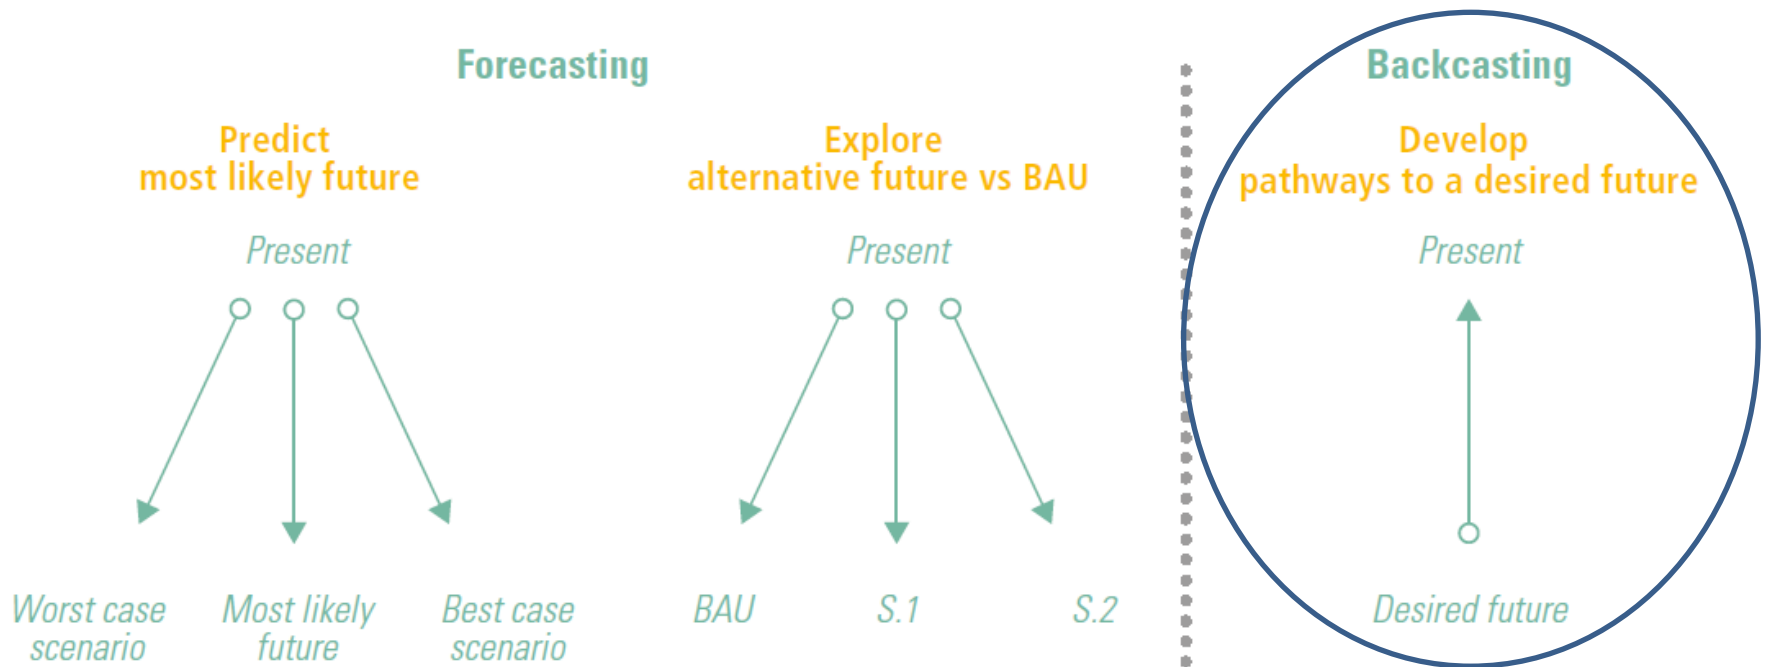 Forecasting
Predict
most likely future
Present
Worst case
scenario
Most likely
future
Best case
scenario
Explore
alternative future vs BAU
Present
BAU
S.1
S.2
Backcasting
Develop
pathways to a desired future
Present
Desired future